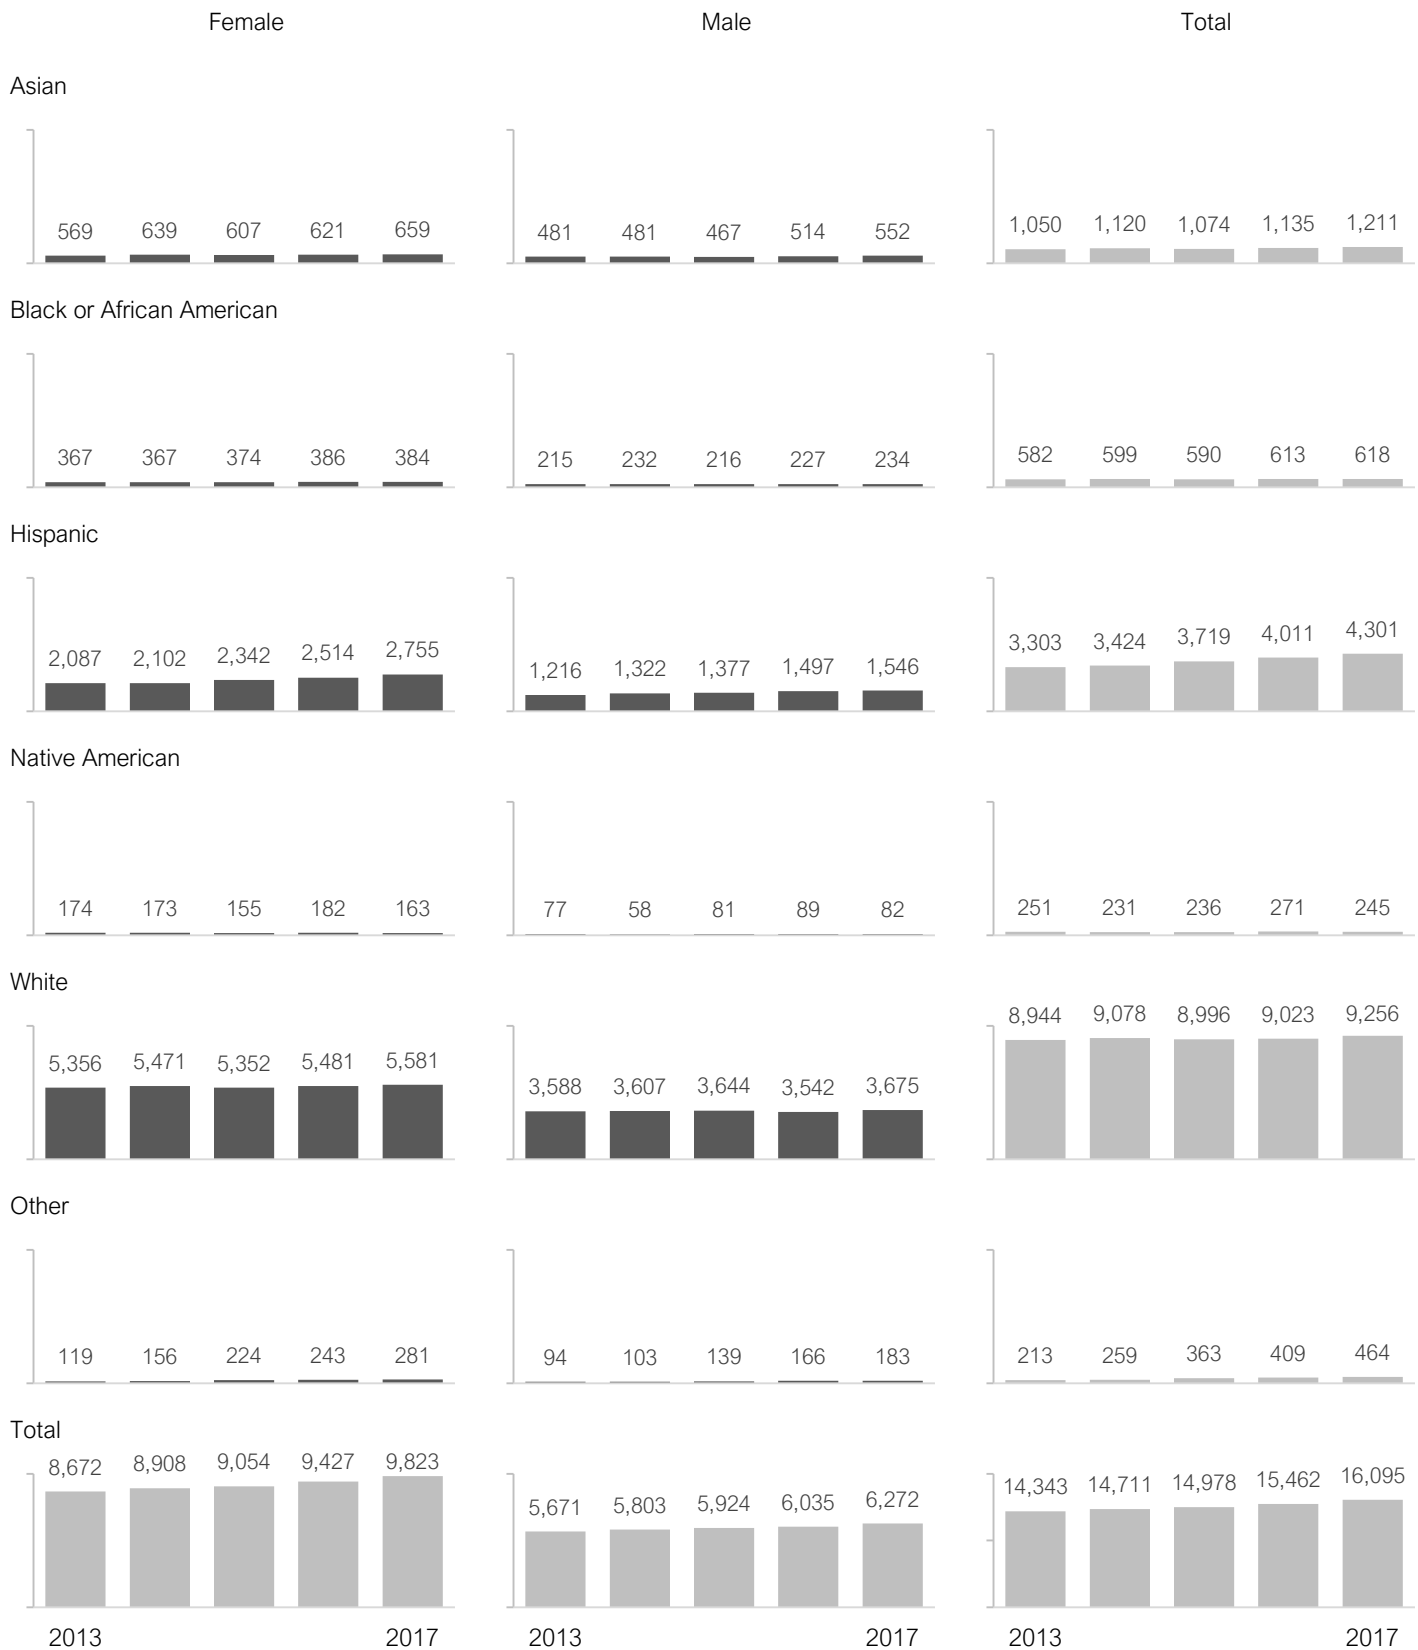 Female Male Total
Asian
569 639 607 621 659 481 481 467 514 552 1,050 1,120 1,074 1,135 1,211
Black or African American
367 367 374 386 384 215 232 216 227 234 582 599 590 613 618
Hispanic
2,087 2,102 2,342 2,514 2,755 1,216 1,322 1,377 1,497 1,546 3,303 3,424 3,719 4,011 4,301
Native American
174 173 155 182 163 77 58 81 89 82 251 231 236 271 245
White
5,356 5,471 5,352 5,481 5,581 3,588 3,607 3,644 3,542 3,675 8,944 9,078 8,996 9,023 9,256
Other
119 156 224 243 281 94 103 139 166 183 213 259 363 409 464
Total
8,672 8,908 9,054 9,427 9,823 5,671 5,803 5,924 6,035 6,272 14,343 14,711 14,978 15,462 16,095
2013 2017 2013 2017 2013 2017